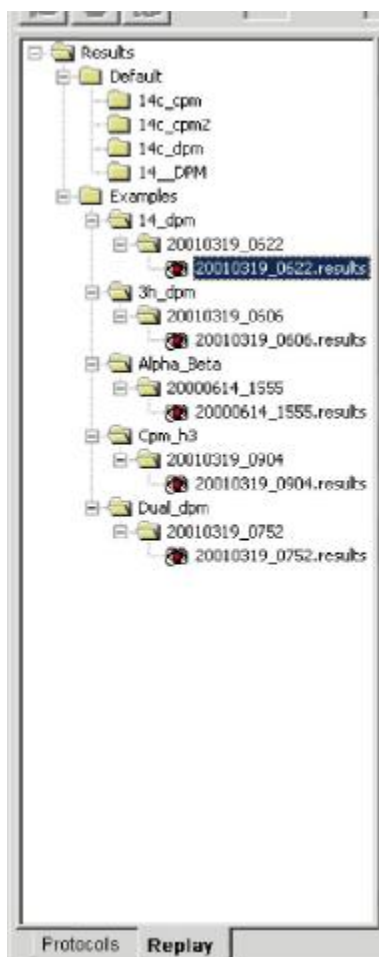 Results
Default
14c_cpm
14c_cpm2
14c_dpm
14__DPM
Examples
14_dpm
20010319_0622
20010319_0622.results
3h_dpm
20010319_0606
20010319_0606.results
Alpha_Beta
20000614_1555
20000614_1555.results
Cpm_h3
20010319_0904
20010319_0904.results
Dual_dpm
20010319_0752
20010319_0752.results
Protocols Replay